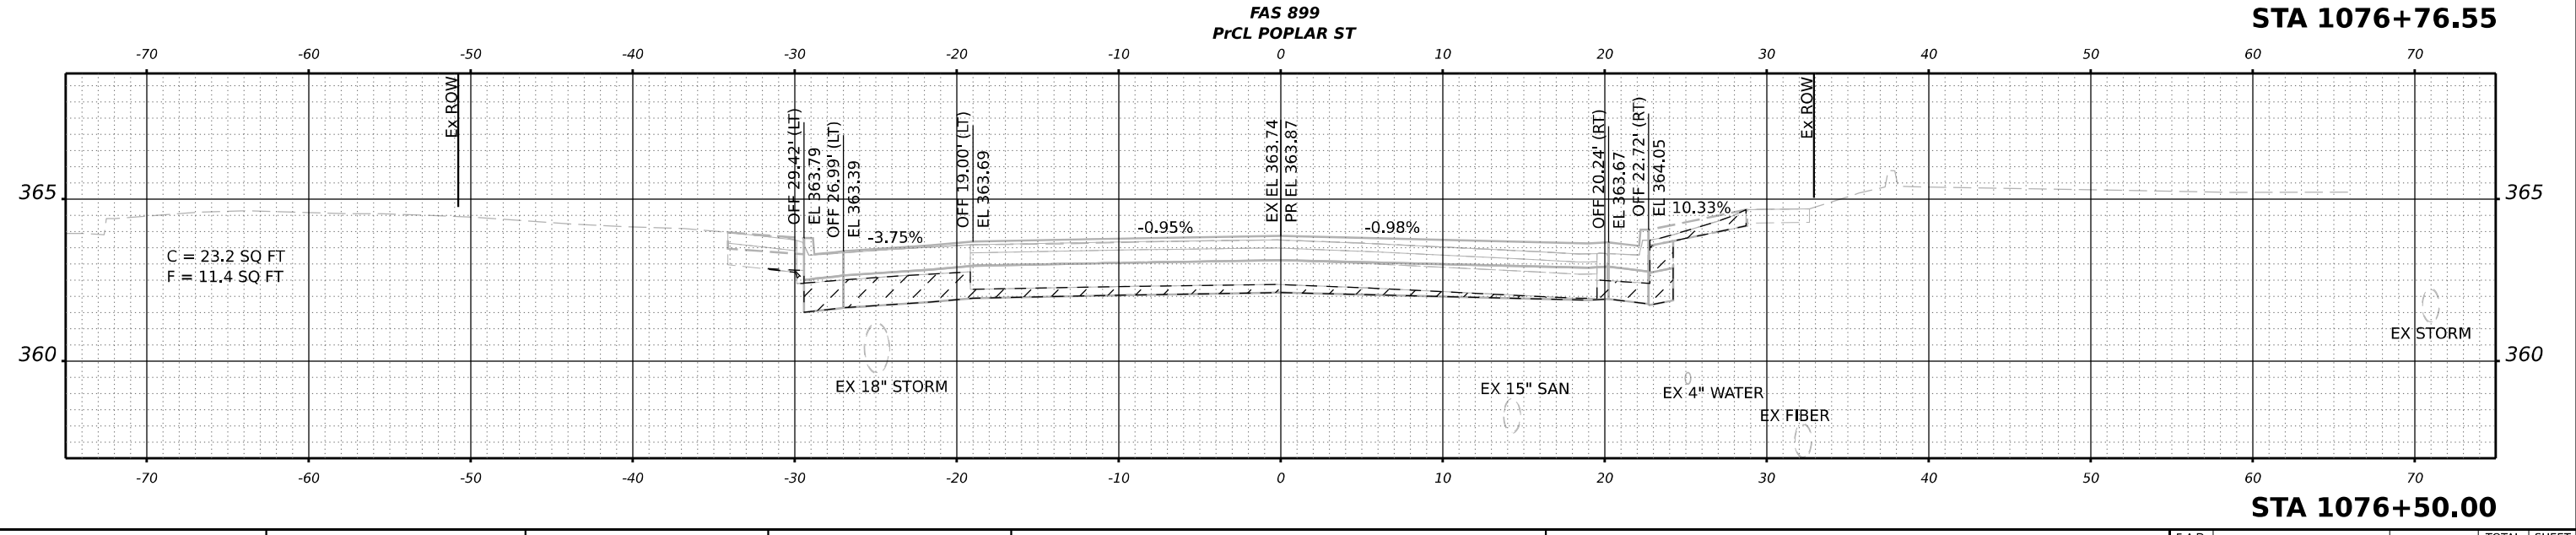 FAS 899
PrCL POPLAR ST
STA 1076+76.55
-70 -60 -50 -40 -30 -20 -10 0 10 20 30 40 50 60 70
Ex ROW
OFF 29.42' (LT)
EL 363.79
OFF 26.99' (LT)
EL 363.39
OFF 19.00' (LT)
EL 363.69
EX EL 363.74
PR EL 363.87
OFF 20.24' (RT)
EL 363.67
OFF 22.72' (RT)
EL 364.05
Ex ROW
365 365
-3.75% -0.95% -0.98% 10.33%
C = 23.2 SQ FT
F = 11.4 SQ FT
EX STORM
360 360
EX 18" STORM
EX 15" SAN
EX 4" WATER
EX FIBER
-70 -60 -50 -40 -30 -20 -10 0 10 20 30 40 50 60 70
STA 1076+50.00